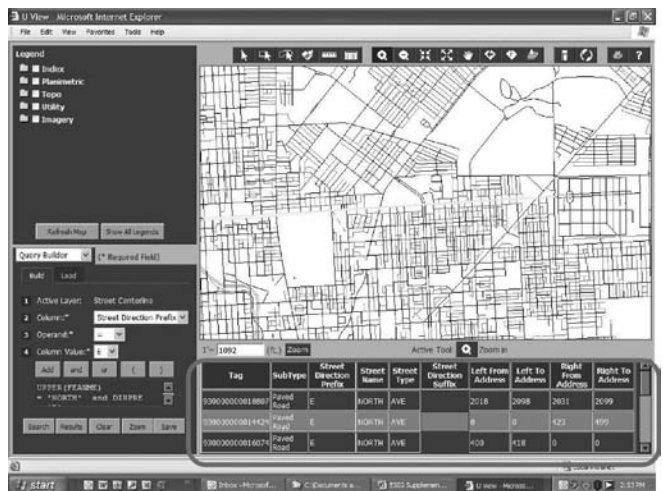 U View - Microsoft Internet Explorer
File Edit View Favorites Tools Help
Legend
Index
Planimetric
Topo
Utility
Imagery
Refresh Map Show All Legends
Query Builder (* Required Field)
Build Load
1 Active Layer: Street Centerline
2 Column:* Street Direction Prefix
3 Operand:* =
4 Column Value:* E
Add and or ( )
UPPER(FEANME)
= 'NORTH' and DIRPRE
Search Results Clear Zoom Save
1"= 1092 (ft.) Zoom Active Tool: Zoom in
Tag SubType Street Direction Prefix Street Name Street Type Street Direction Suffix Left From Address Left To Address Right From Address Right To Address
Paved Road E NORTH AVE 2018 2098 2031 2099
Paved Road E NORTH AVE 0 0 423 499
Paved Road E NORTH AVE 400 418 0 0
start Inbox - Microsof... C:\Documents a... U View - Micros... 2:53 PM